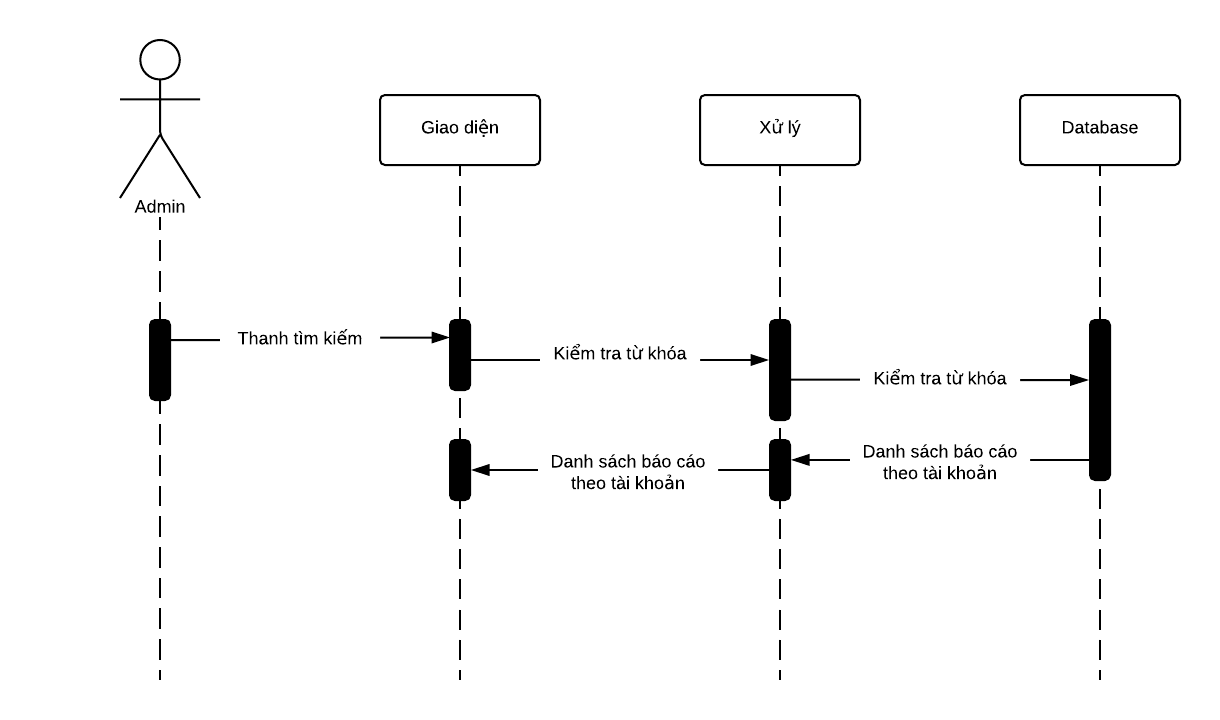 Giao diện
Xử lý
Database
Admin
Thanh tìm kiếm
Kiểm tra từ khóa
Kiểm tra từ khóa
Danh sách báo cáo
theo tài khoản
Danh sách báo cáo
theo tài khoản